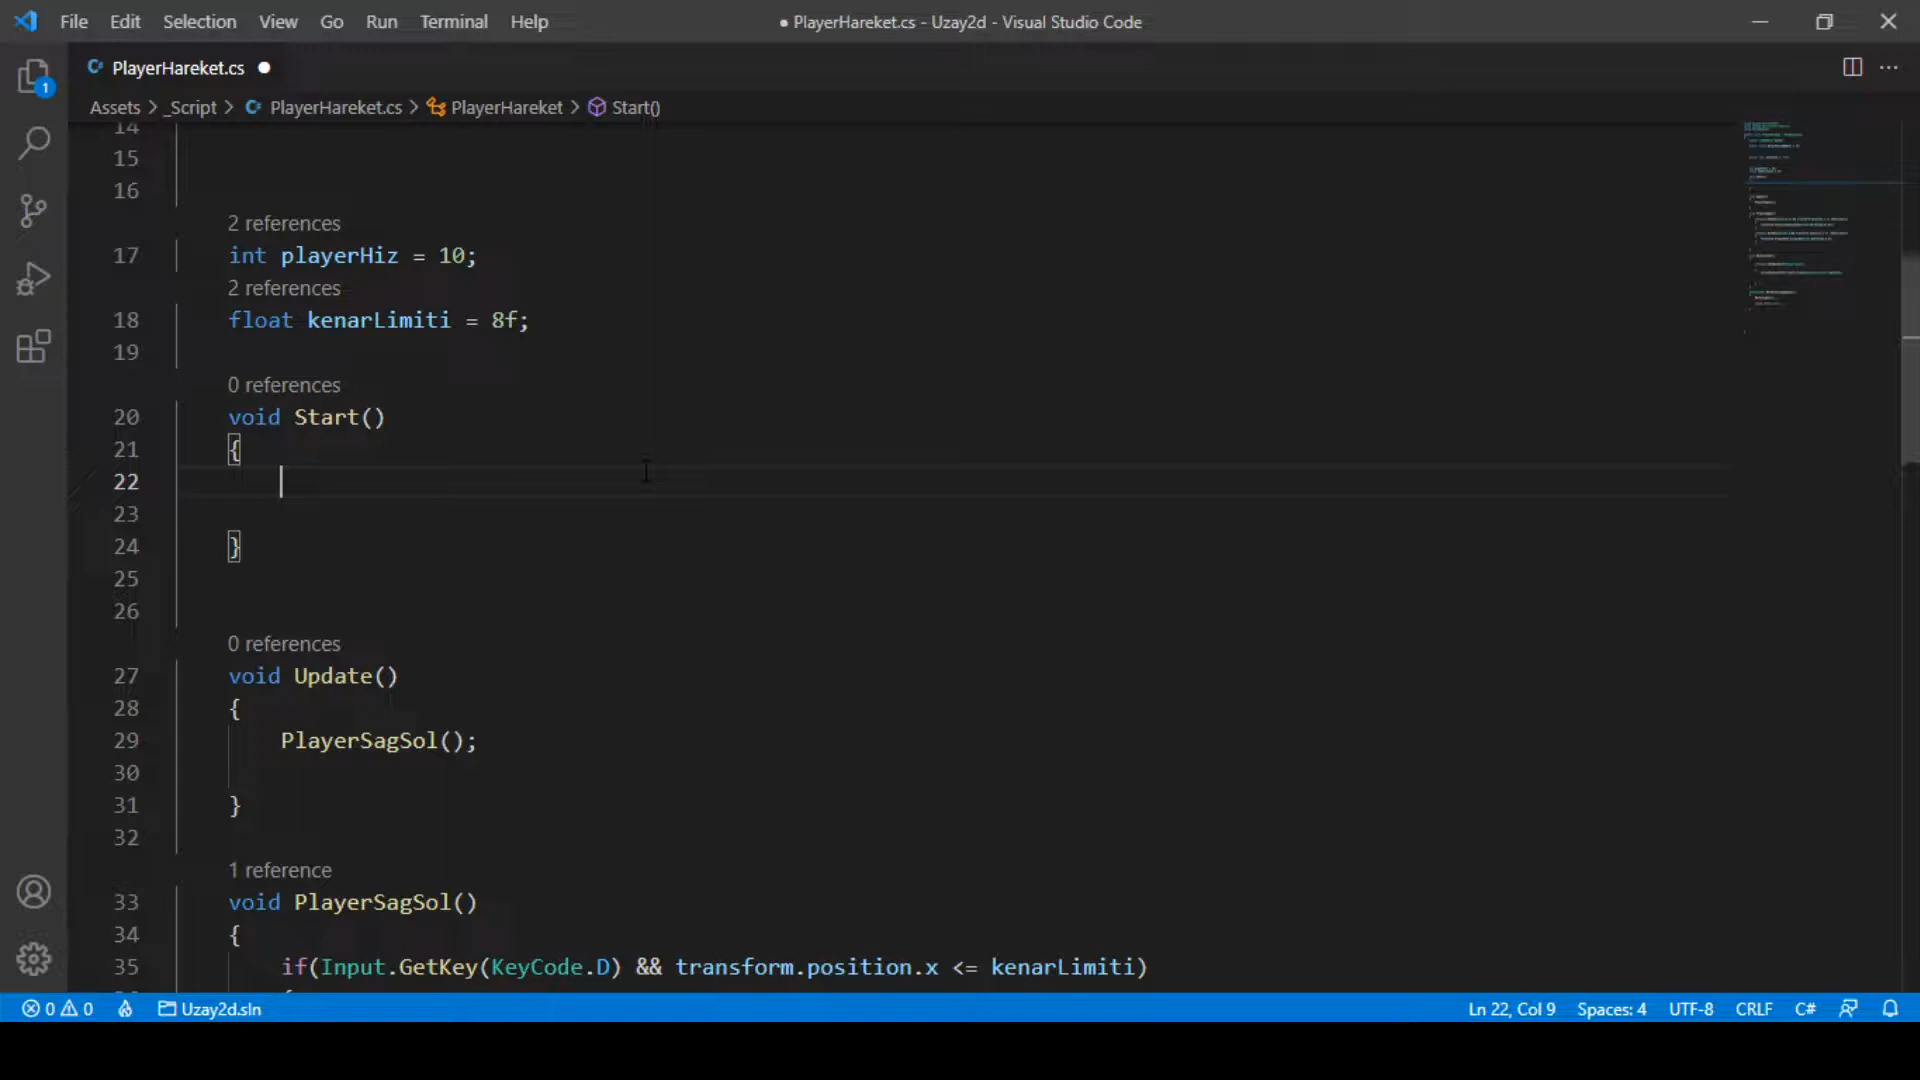 File Edit Selection View Go Run Terminal Help
● PlayerHareket.cs - Uzay2d - Visual Studio Code
PlayerHareket.cs ●
1
Assets > _Script > PlayerHareket.cs > PlayerHareket > Start()
14
15
16
2 references
17 int playerHiz = 10;
2 references
18 float kenarLimiti = 8f;
19
0 references
20 void Start()
21 {
22
23
24 }
25
26
0 references
27 void Update()
28 {
29 PlayerSagSol();
30
31 }
32
1 reference
33 void PlayerSagSol()
34 {
35 if(Input.GetKey(KeyCode.D) && transform.position.x <= kenarLimiti)
0 0 Uzay2d.sln Ln 22, Col 9 Spaces: 4 UTF-8 CRLF C#